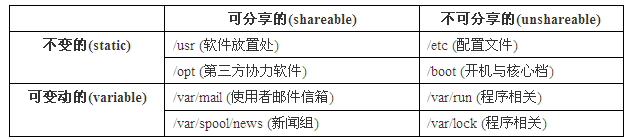 可分享的(shareable) 不可分享的(unshareable)
不变的(static) /usr (软件放置处) /etc (配置文件)
/opt (第三方协力软件) /boot (开机与核心档)
可变动的(variable) /var/mail (使用者邮件信箱) /var/run (程序相关)
/var/spool/news (新闻组) /var/lock (程序相关)